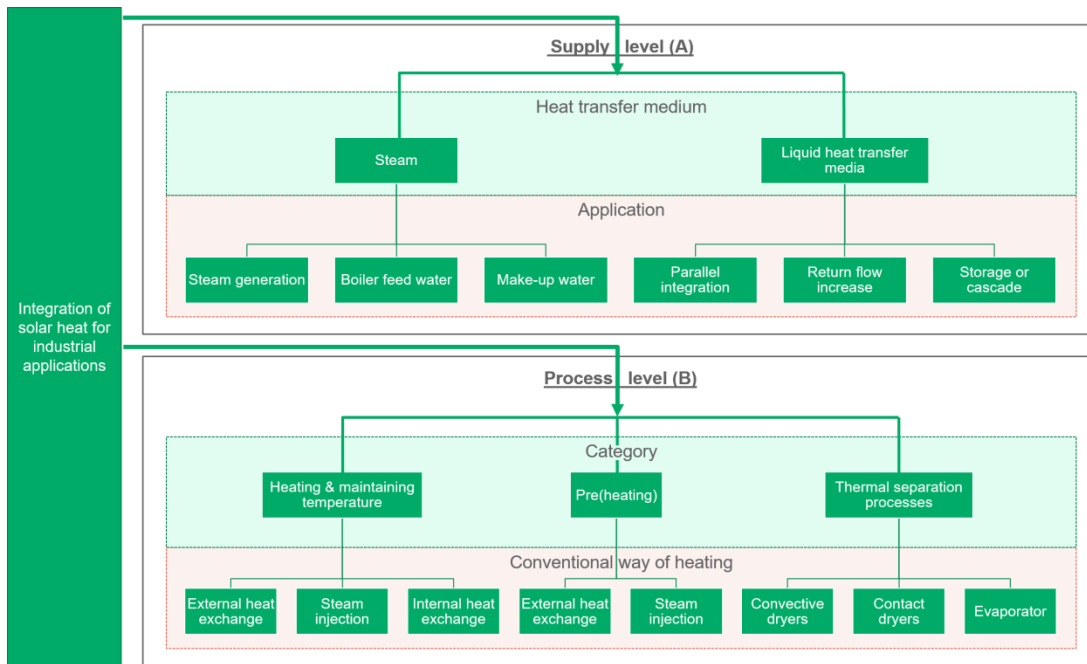 Integration of
solar heat for
industrial
applications
Supply level (A)
Heat transfer medium
Steam
Liquid heat transfer
media
Application
Steam generation
Boiler feed water
Make-up water
Parallel
integration
Return flow
increase
Storage or
cascade
Process level (B)
Category
Heating & maintaining
temperature
Pre(heating)
Thermal separation
processes
Conventional way of heating
External heat
exchange
Steam
injection
Internal heat
exchange
External heat
exchange
Steam
injection
Convective
dryers
Contact
dryers
Evaporator